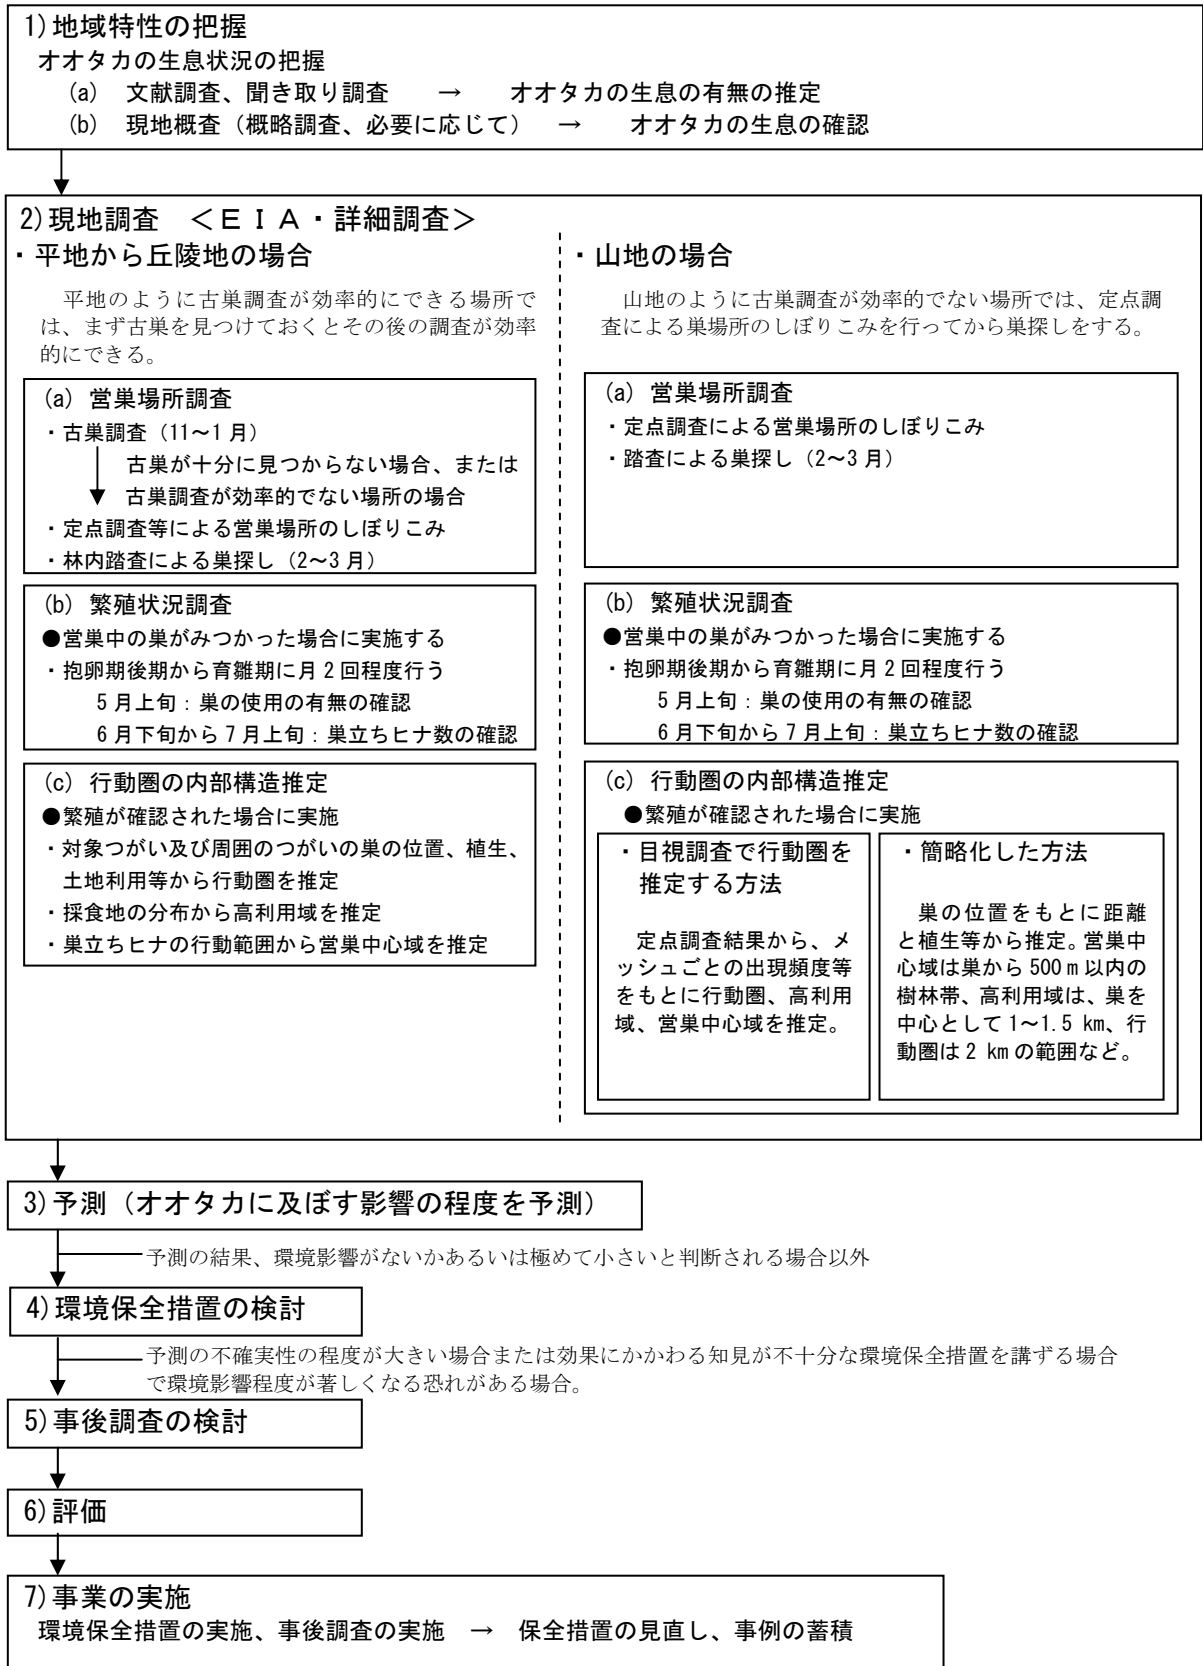 1)地域特性の把握
オオタカの生息状況の把握
(a) 文献調査、聞き取り調査 → オオタカの生息の有無の推定
(b) 現地概査（概略調査、必要に応じて） → オオタカの生息の確認
2)現地調査 ＜ＥＩＡ・詳細調査＞
・平地から丘陵地の場合
平地のように古巣調査が効率的にできる場所で
は、まず古巣を見つけておくとその後の調査が効率
的にできる。
(a) 営巣場所調査
・古巣調査（11～1月）
古巣が十分に見つからない場合、または
古巣調査が効率的でない場所の場合
・定点調査等による営巣場所のしぼりこみ
・林内踏査による巣探し（2～3月）
(b) 繁殖状況調査
●営巣中の巣がみつかった場合に実施する
・抱卵期後期から育雛期に月2回程度行う
5月上旬：巣の使用の有無の確認
6月下旬から7月上旬：巣立ちヒナ数の確認
(c) 行動圏の内部構造推定
●繁殖が確認された場合に実施
・対象つがい及び周囲のつがいの巣の位置、植生、
土地利用等から行動圏を推定
・採食地の分布から高利用域を推定
・巣立ちヒナの行動範囲から営巣中心域を推定
・山地の場合
山地のように古巣調査が効率的でない場所では、定点調
査による巣場所のしぼりこみを行ってから巣探しをする。
(a) 営巣場所調査
・定点調査による営巣場所のしぼりこみ
・踏査による巣探し（2～3月）
(b) 繁殖状況調査
●営巣中の巣がみつかった場合に実施する
・抱卵期後期から育雛期に月2回程度行う
5月上旬：巣の使用の有無の確認
6月下旬から7月上旬：巣立ちヒナ数の確認
(c) 行動圏の内部構造推定
●繁殖が確認された場合に実施
・目視調査で行動圏を
推定する方法
定点調査結果から、メ
ッシュごとの出現頻度等
をもとに行動圏、高利用
域、営巣中心域を推定。
・簡略化した方法
巣の位置をもとに距離
と植生等から推定。営巣中
心域は巣から500m以内の
樹林帯、高利用域は、巣を
中心として1～1.5 km、行
動圏は2 kmの範囲など。
3)予測（オオタカに及ぼす影響の程度を予測）
予測の結果、環境影響がないかあるいは極めて小さいと判断される場合以外
4)環境保全措置の検討
予測の不確実性の程度が大きい場合または効果にかかわる知見が不十分な環境保全措置を講ずる場合
で環境影響程度が著しくなる恐れがある場合。
5)事後調査の検討
6)評価
7)事業の実施
環境保全措置の実施、事後調査の実施 → 保全措置の見直し、事例の蓄積